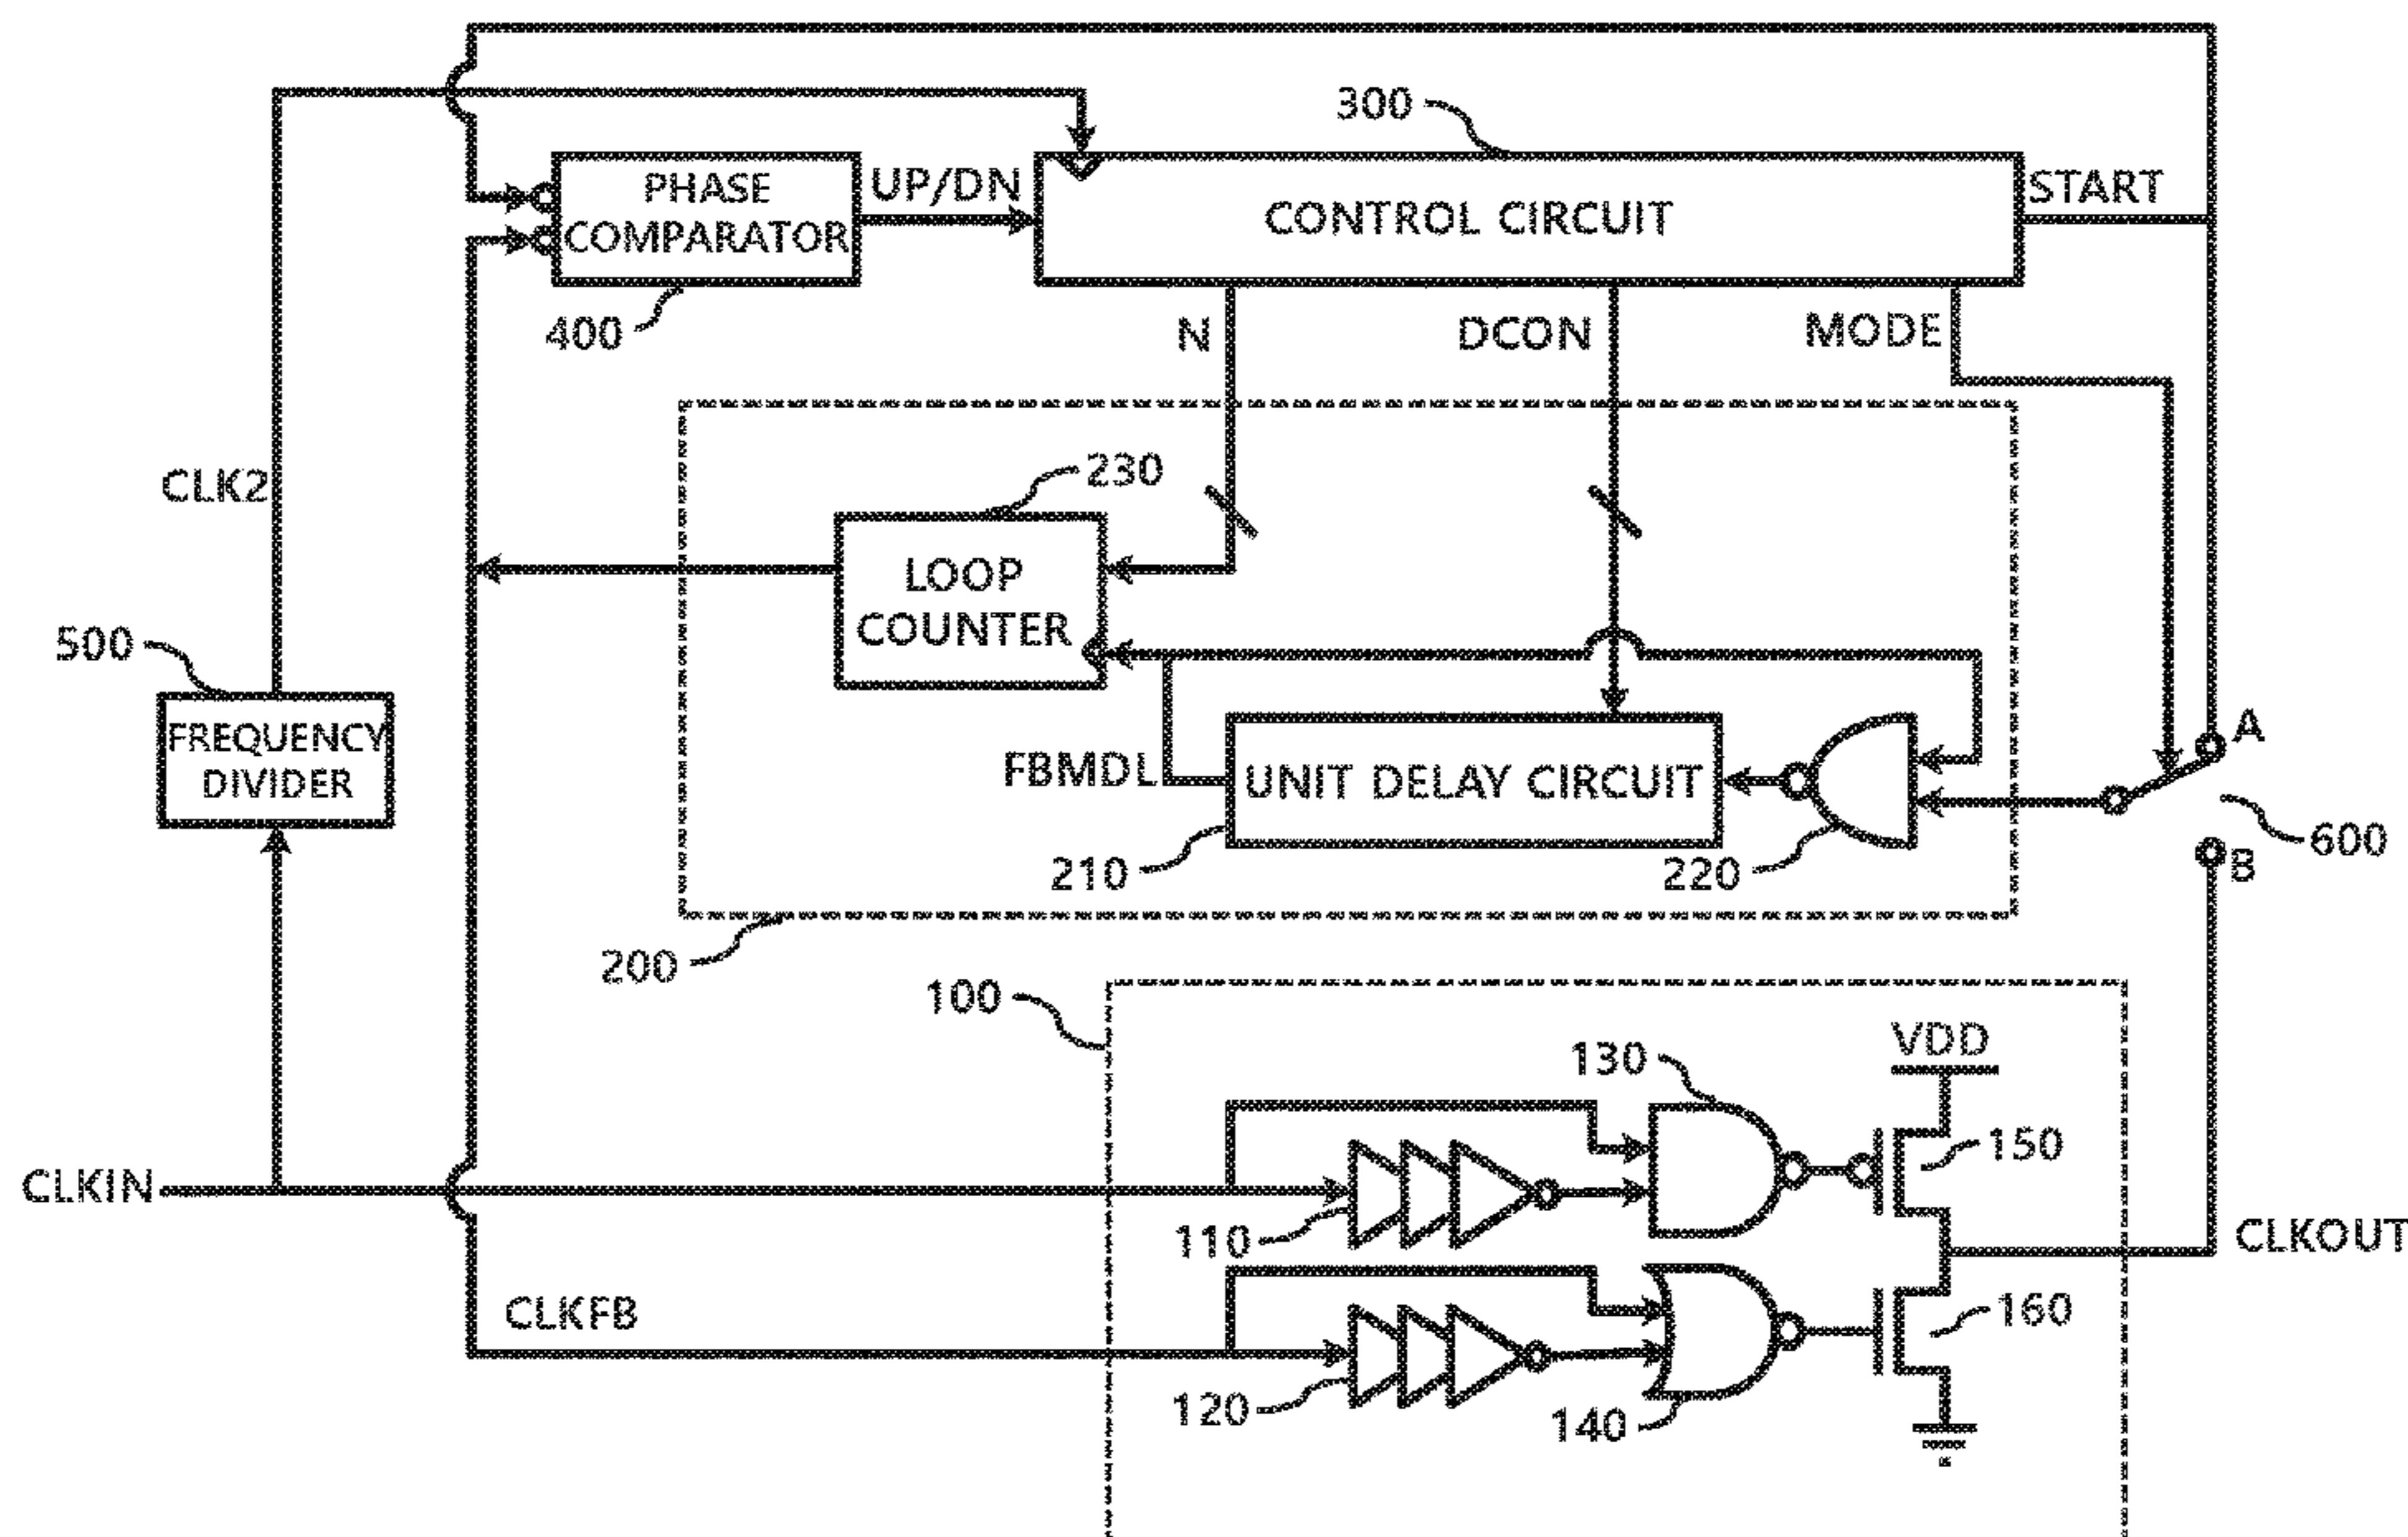 300
PHASE
COMPARATOR
UP/DN
CONTROL CIRCUIT
START
400
N
DCON
MODE
CLK2
230
LOOP
COUNTER
500
FREQUENCY
DIVIDER
FBMDL
UNIT DELAY CIRCUIT
A
600
B
210
220
200
100
VDD
130
150
CLKIN
110
CLKOUT
CLKFB
160
120
140